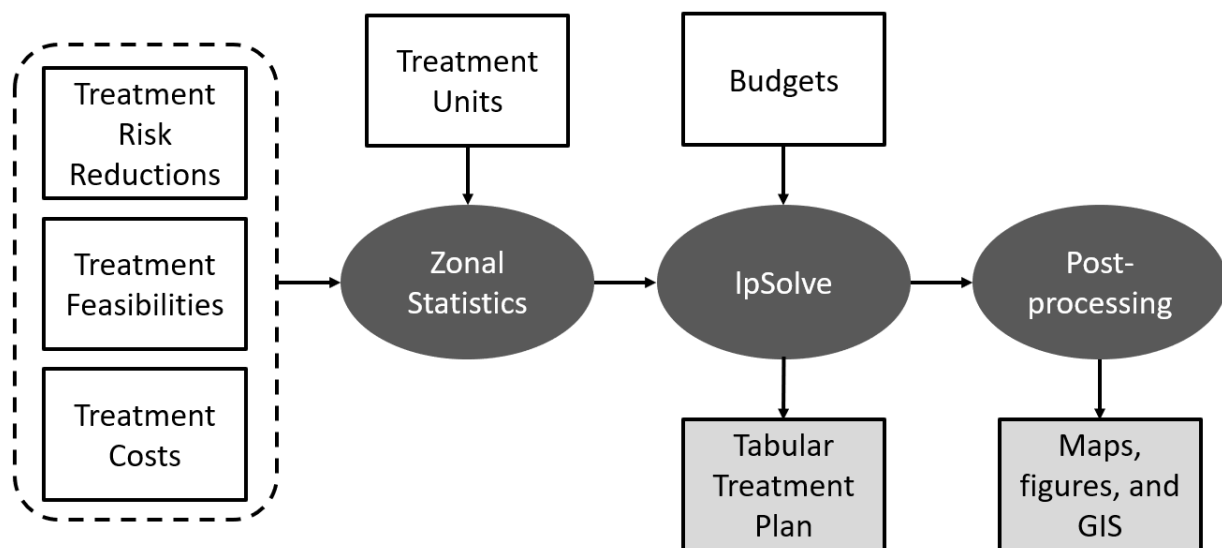 Treatment
Risk
Reductions
Treatment
Feasibilities
Treatment
Costs
Treatment
Units
Zonal
Statistics
Budgets
lpSolve
Tabular
Treatment
Plan
Post-
processing
Maps,
figures, and
GIS